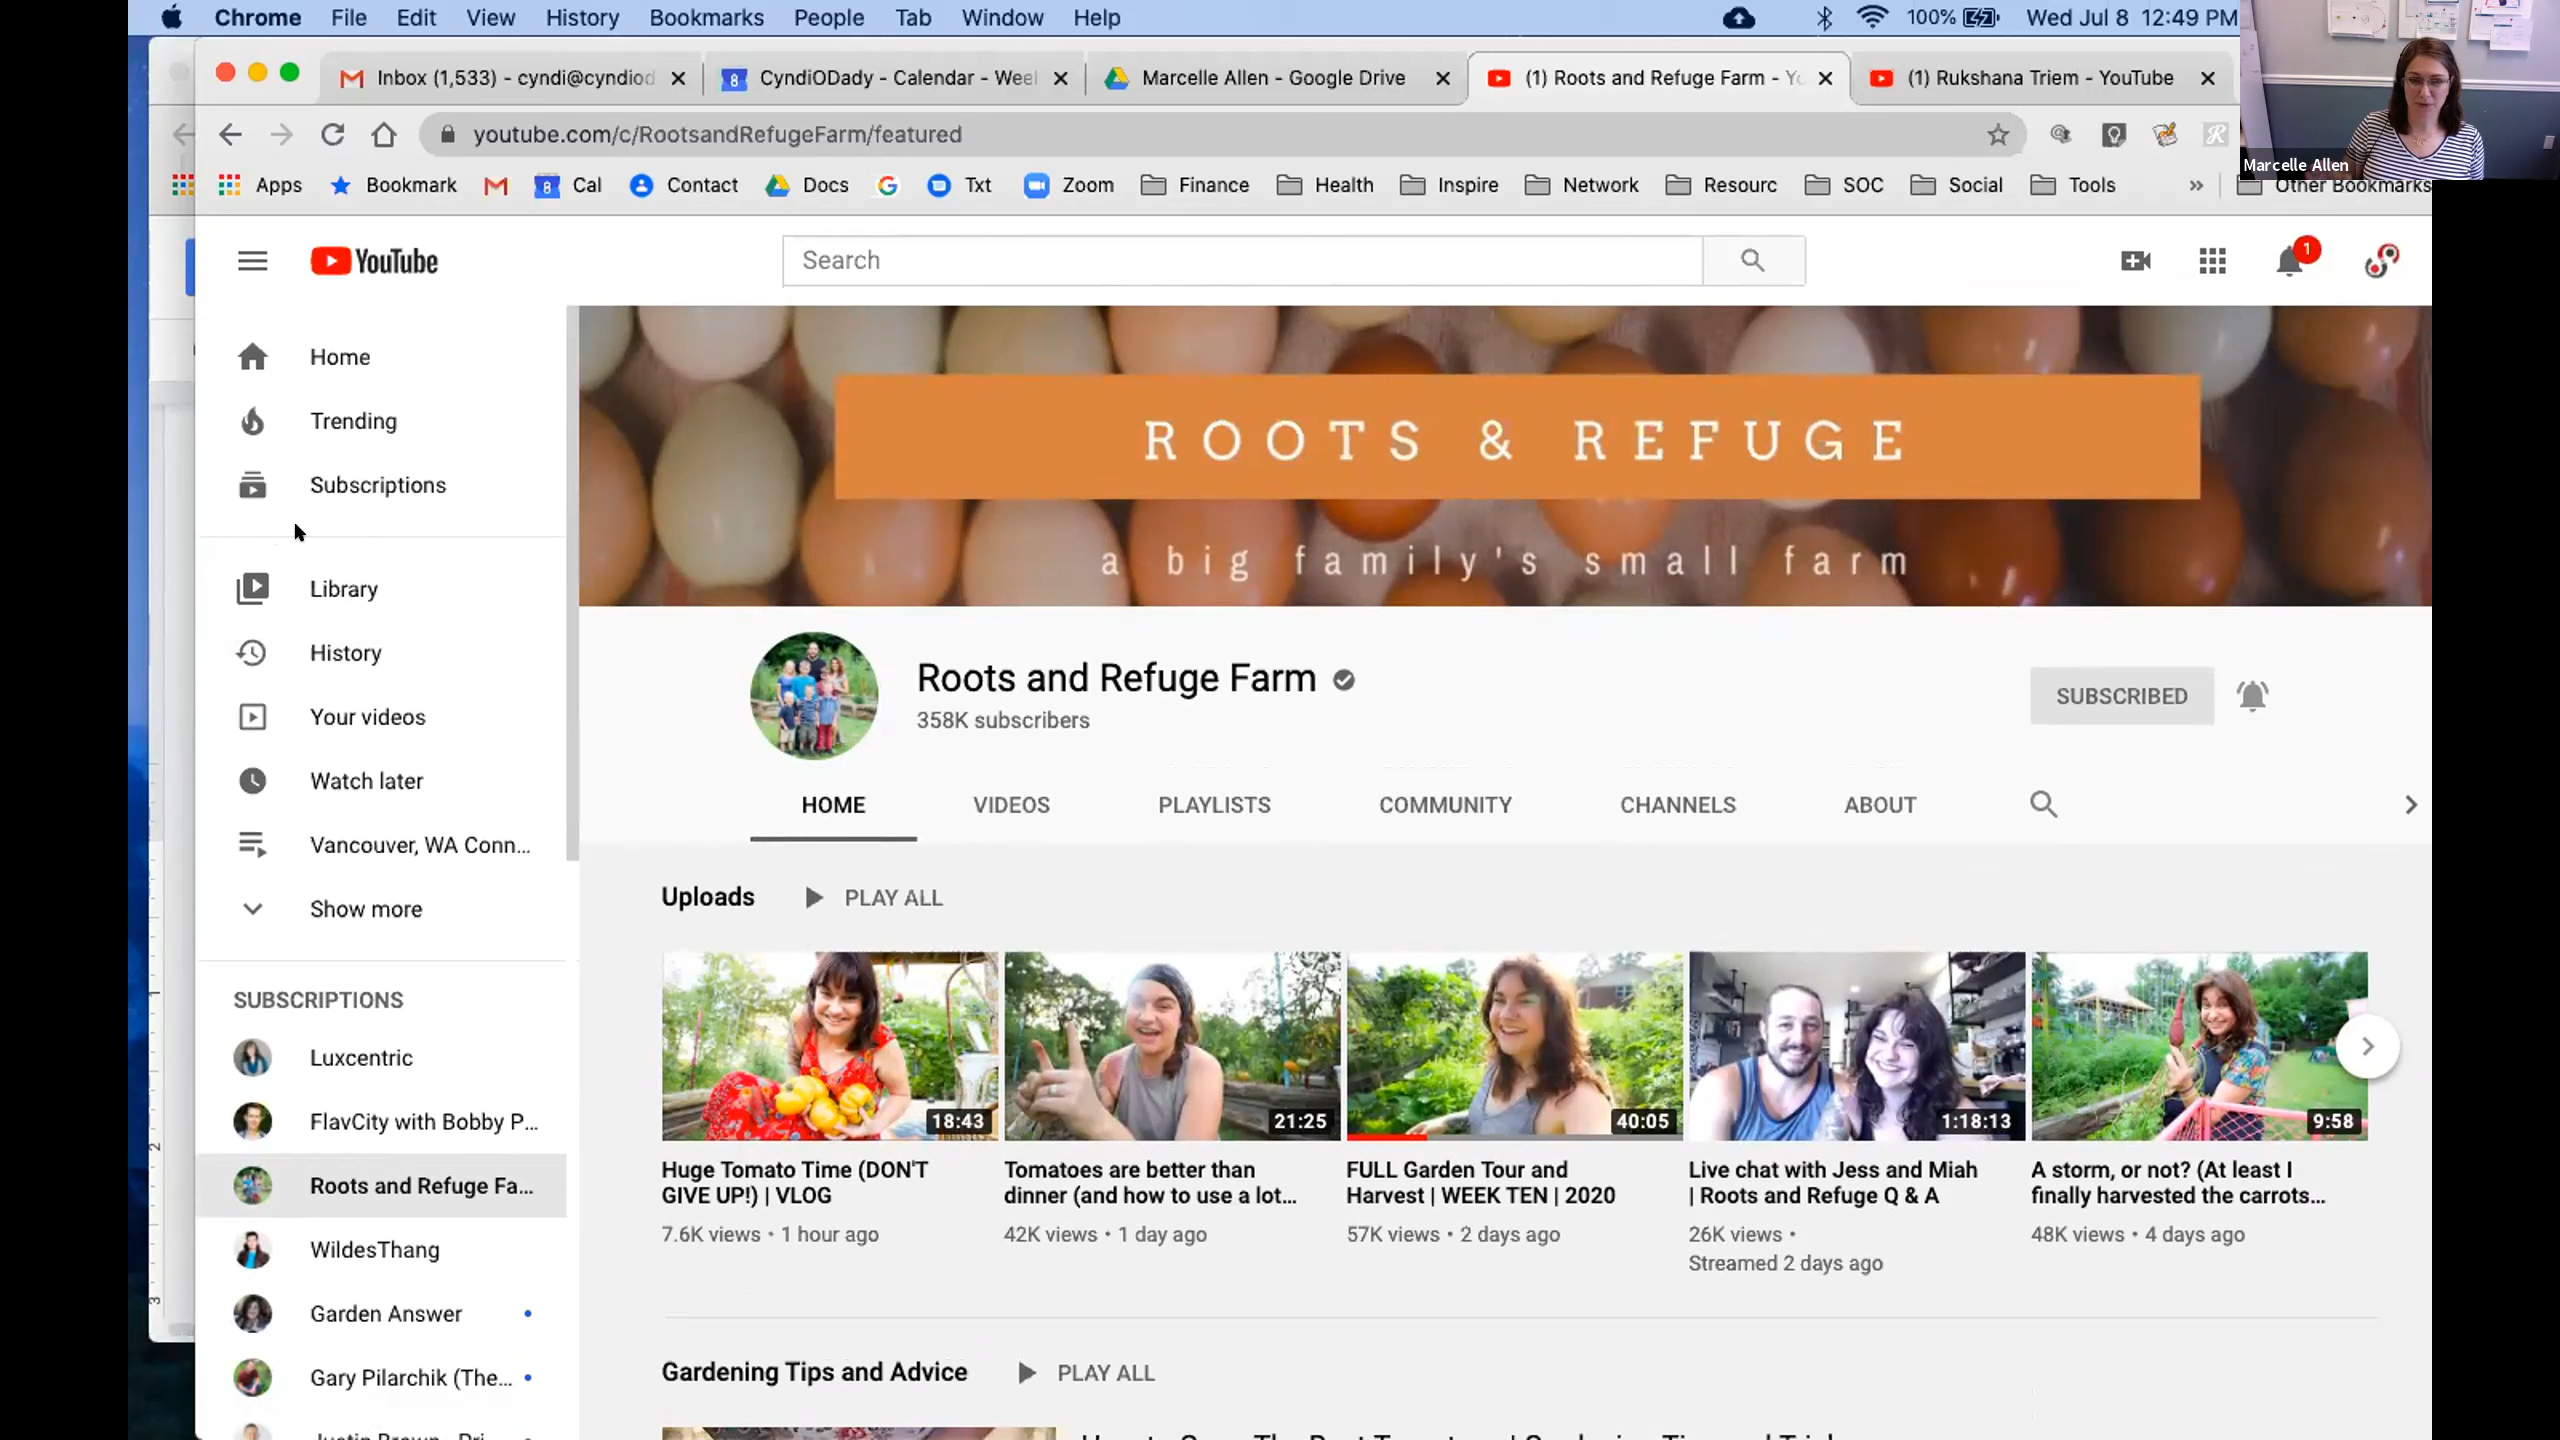 Chrome File Edit View History Bookmarks People Tab Window Help 100% Wed Jul 8 12:49 PM
Inbox (1,533) - cyndi@cyndiod
8 CyndiODady - Calendar - Wee
Marcelle Allen - Google Drive
(1) Roots and Refuge Farm - Yo
(1) Rukshana Triem - YouTube
youtube.com/c/RootsandRefugeFarm/featured
Marcelle Allen
Apps Bookmark 8 Cal Contact Docs Txt Zoom Finance Health Inspire Network Resourc SOC Social Tools » Other Bookmarks
YouTube
Search
1
Home
Trending
Subscriptions
Library
History
Your videos
Watch later
Vancouver, WA Conn...
Show more
SUBSCRIPTIONS
Luxcentric
FlavCity with Bobby P...
Roots and Refuge Fa...
WildesThang
Garden Answer
Gary Pilarchik (The...
1
2
3
ROOTS & REFUGE
a big family's small farm
Roots and Refuge Farm
358K subscribers
SUBSCRIBED
HOME VIDEOS PLAYLISTS COMMUNITY CHANNELS ABOUT
Uploads PLAY ALL
18:43
Huge Tomato Time (DON'T
GIVE UP!) | VLOG
7.6K views • 1 hour ago
21:25
Tomatoes are better than
dinner (and how to use a lot...
42K views • 1 day ago
40:05
FULL Garden Tour and
Harvest | WEEK TEN | 2020
57K views • 2 days ago
1:18:13
Live chat with Jess and Miah
| Roots and Refuge Q & A
26K views •
Streamed 2 days ago
9:58
A storm, or not? (At least I
finally harvested the carrots...
48K views • 4 days ago
Gardening Tips and Advice PLAY ALL